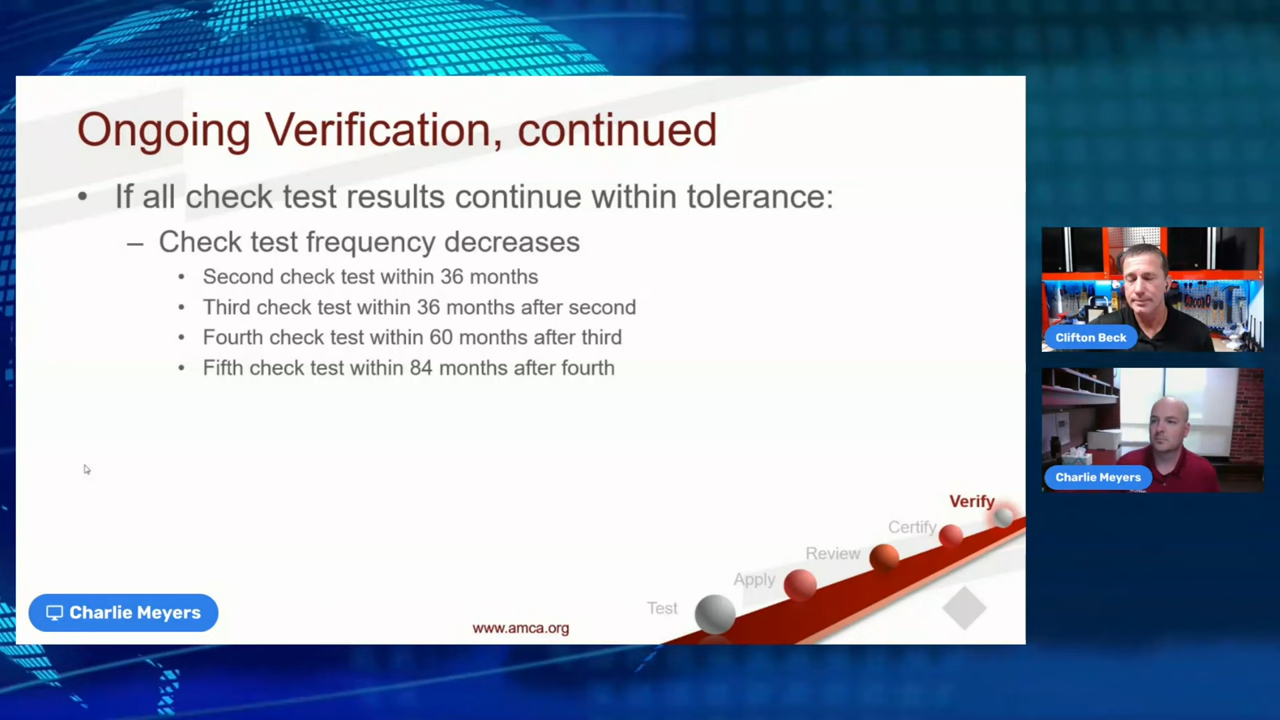 Ongoing Verification, continued
• If all check test results continue within tolerance:
– Check test frequency decreases
• Second check test within 36 months
• Third check test within 36 months after second
• Fourth check test within 60 months after third
• Fifth check test within 84 months after fourth
Verify
Certify
Review
Apply
Test
www.amca.org
Charlie Meyers
Clifton Beck
Charlie Meyers